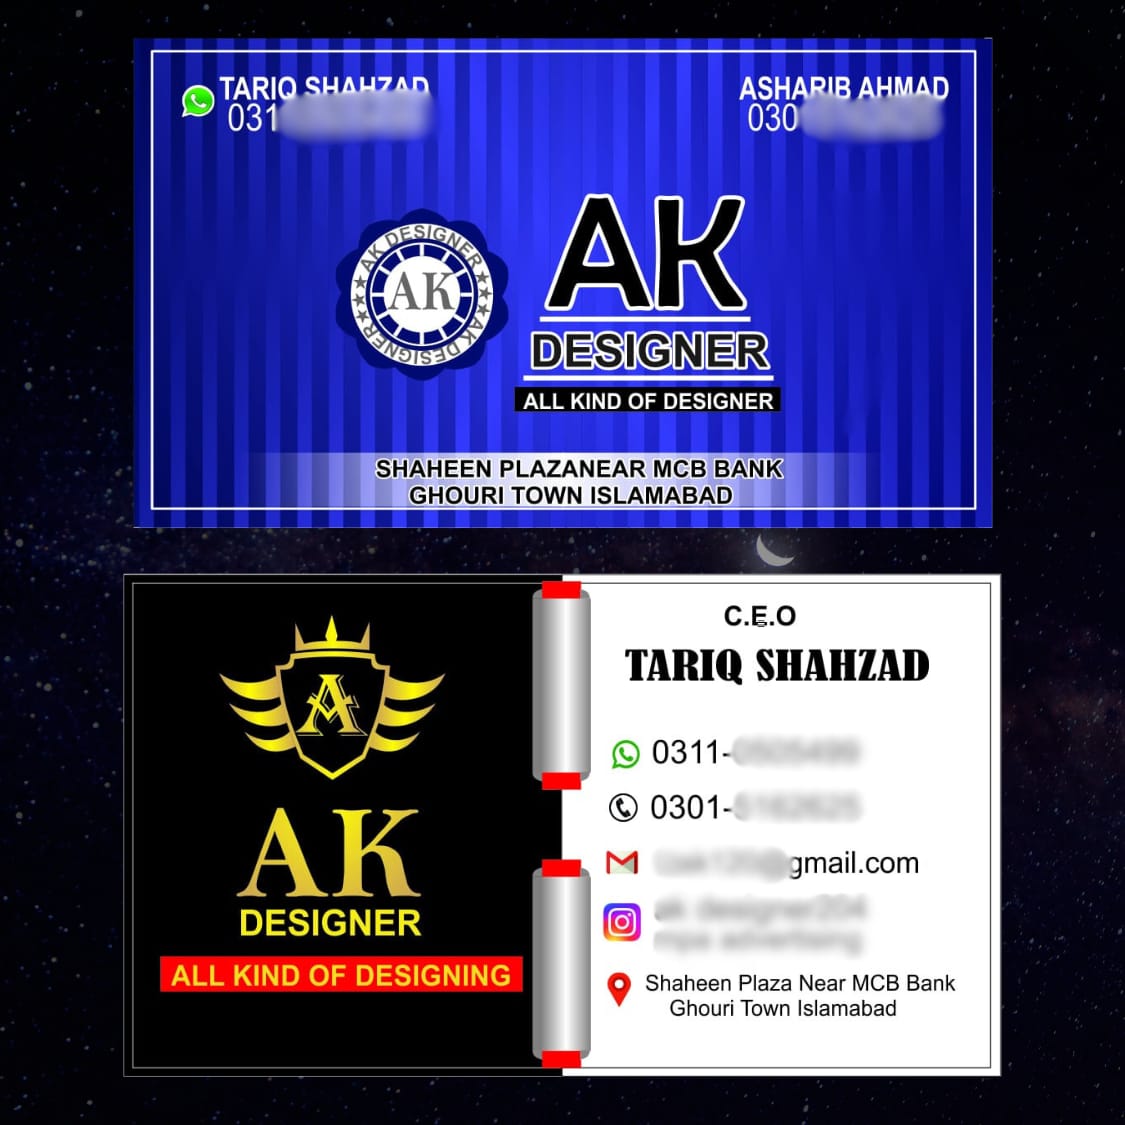 TARIQ SHAHZAD
031
ASHARIB AHMAD
030
AK DESIGNER
AK
AK DESIGNER
AK
DESIGNER
ALL KIND OF DESIGNER
SHAHEEN PLAZANEAR MCB BANK
GHOURI TOWN ISLAMABAD
A
AK
DESIGNER
ALL KIND OF DESIGNING
C.E.O
TARIQ SHAHZAD
0311-
0301-
gmail.com
Shaheen Plaza Near MCB Bank
Ghouri Town Islamabad